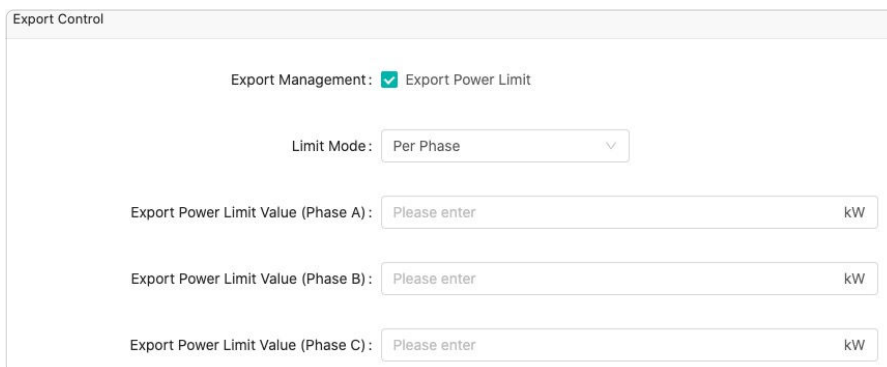 Export Control
Export Management: Export Power Limit
Limit Mode: Per Phase
Export Power Limit Value (Phase A): Please enter kW
Export Power Limit Value (Phase B): Please enter kW
Export Power Limit Value (Phase C): Please enter kW